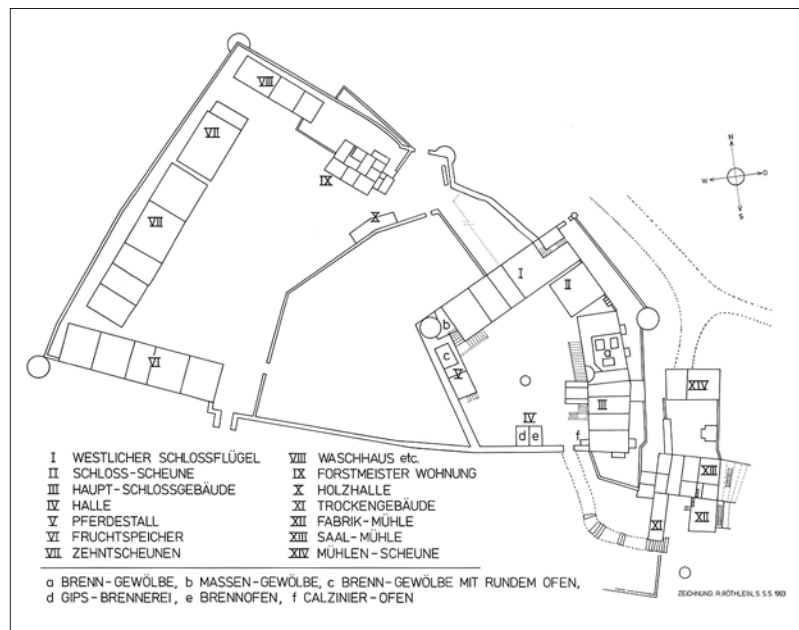 VIII
VII
IX
N
W O
S
X
VII
I
II
b
a
c
V
VI
XIV
IV
III
d e
f
XIII
XII
XI
I WESTLICHER SCHLOSSFLÜGEL
II SCHLOSS-SCHEUNE
III HAUPT-SCHLOSSGEBÄUDE
IV HALLE
V PFERDESTALL
VI FRUCHTSPEICHER
VII ZEHNTSCHEUNEN
VIII WASCHHAUS etc.
IX FORSTMEISTER WOHNUNG
X HOLZHALLE
XI TROCKENGEBÄUDE
XII FABRIK-MÜHLE
XIII SAAL-MÜHLE
XIV MÜHLEN-SCHEUNE
a BRENN-GEWÖLBE, b MASSEN-GEWÖLBE, c BRENN-GEWÖLBE MIT RUNDEM OFEN,
d GIPS-BRENNEREI, e BRENNOFEN, f CALZINIER-OFEN
ZEICHNUNG: R.RÖTHLEIN, S.S.S.